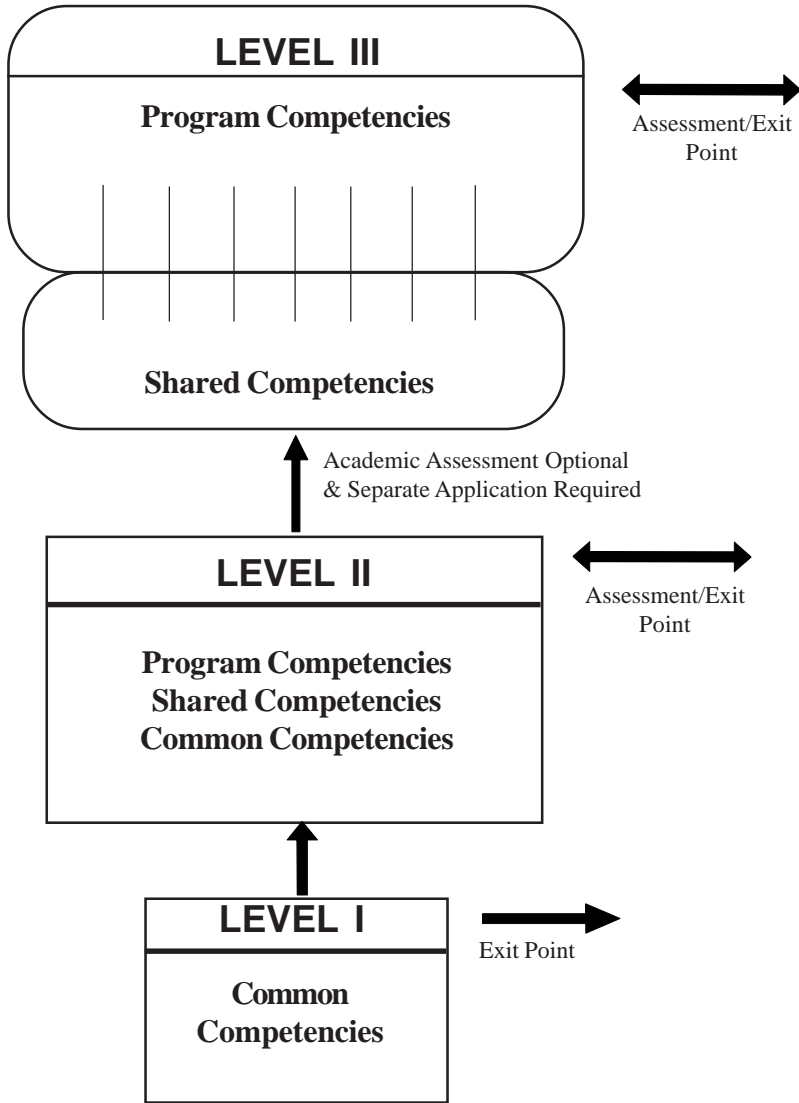 LEVEL III
Program Competencies
Assessment/Exit
Point
Shared Competencies
Academic Assessment Optional
& Separate Application Required
LEVEL II
Assessment/Exit
Point
Program Competencies
Shared Competencies
Common Competencies
LEVEL I
Exit Point
Common
Competencies